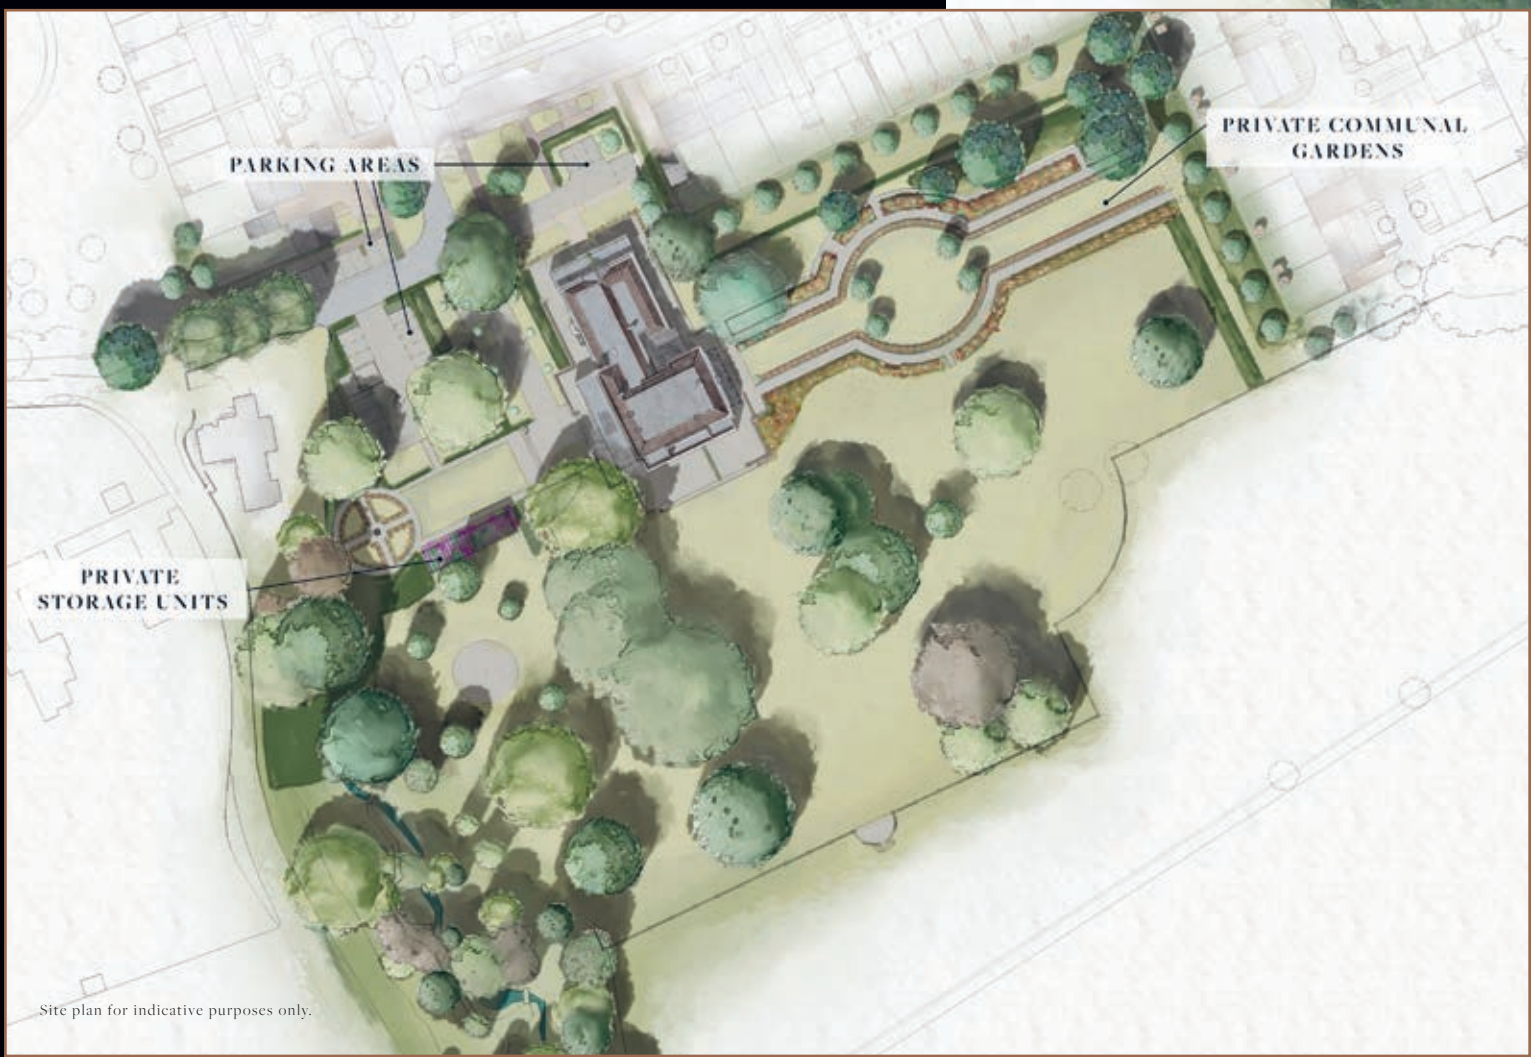 PRIVATE COMMUNAL
GARDENS
PARKING AREAS
PRIVATE
STORAGE UNITS
Site plan for indicative purposes only.